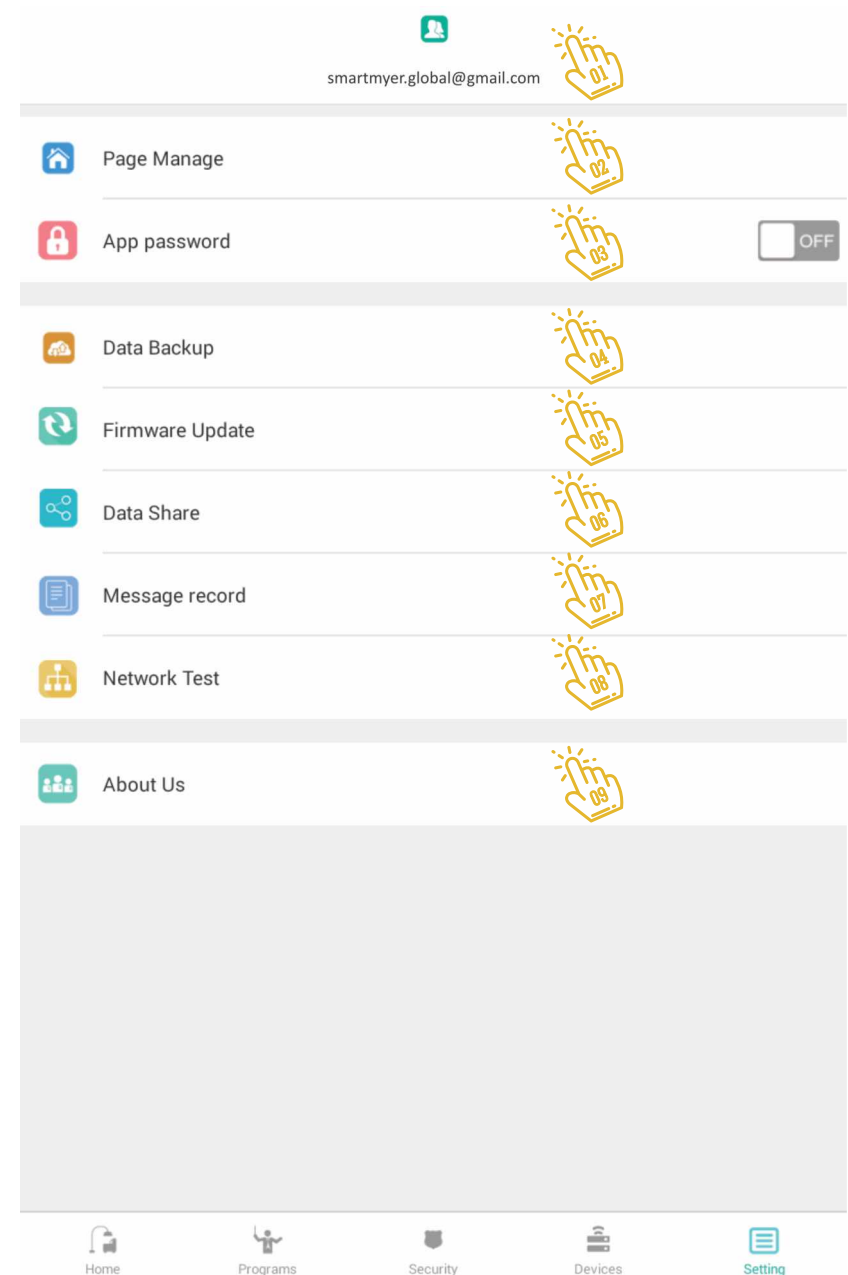 smartmyer.global@gmail.com
01
Page Manage
02
App password
03
OFF
Data Backup
04
Firmware Update
05
Data Share
06
Message record
07
Network Test
08
About Us
09
Home
Programs
Security
Devices
Setting